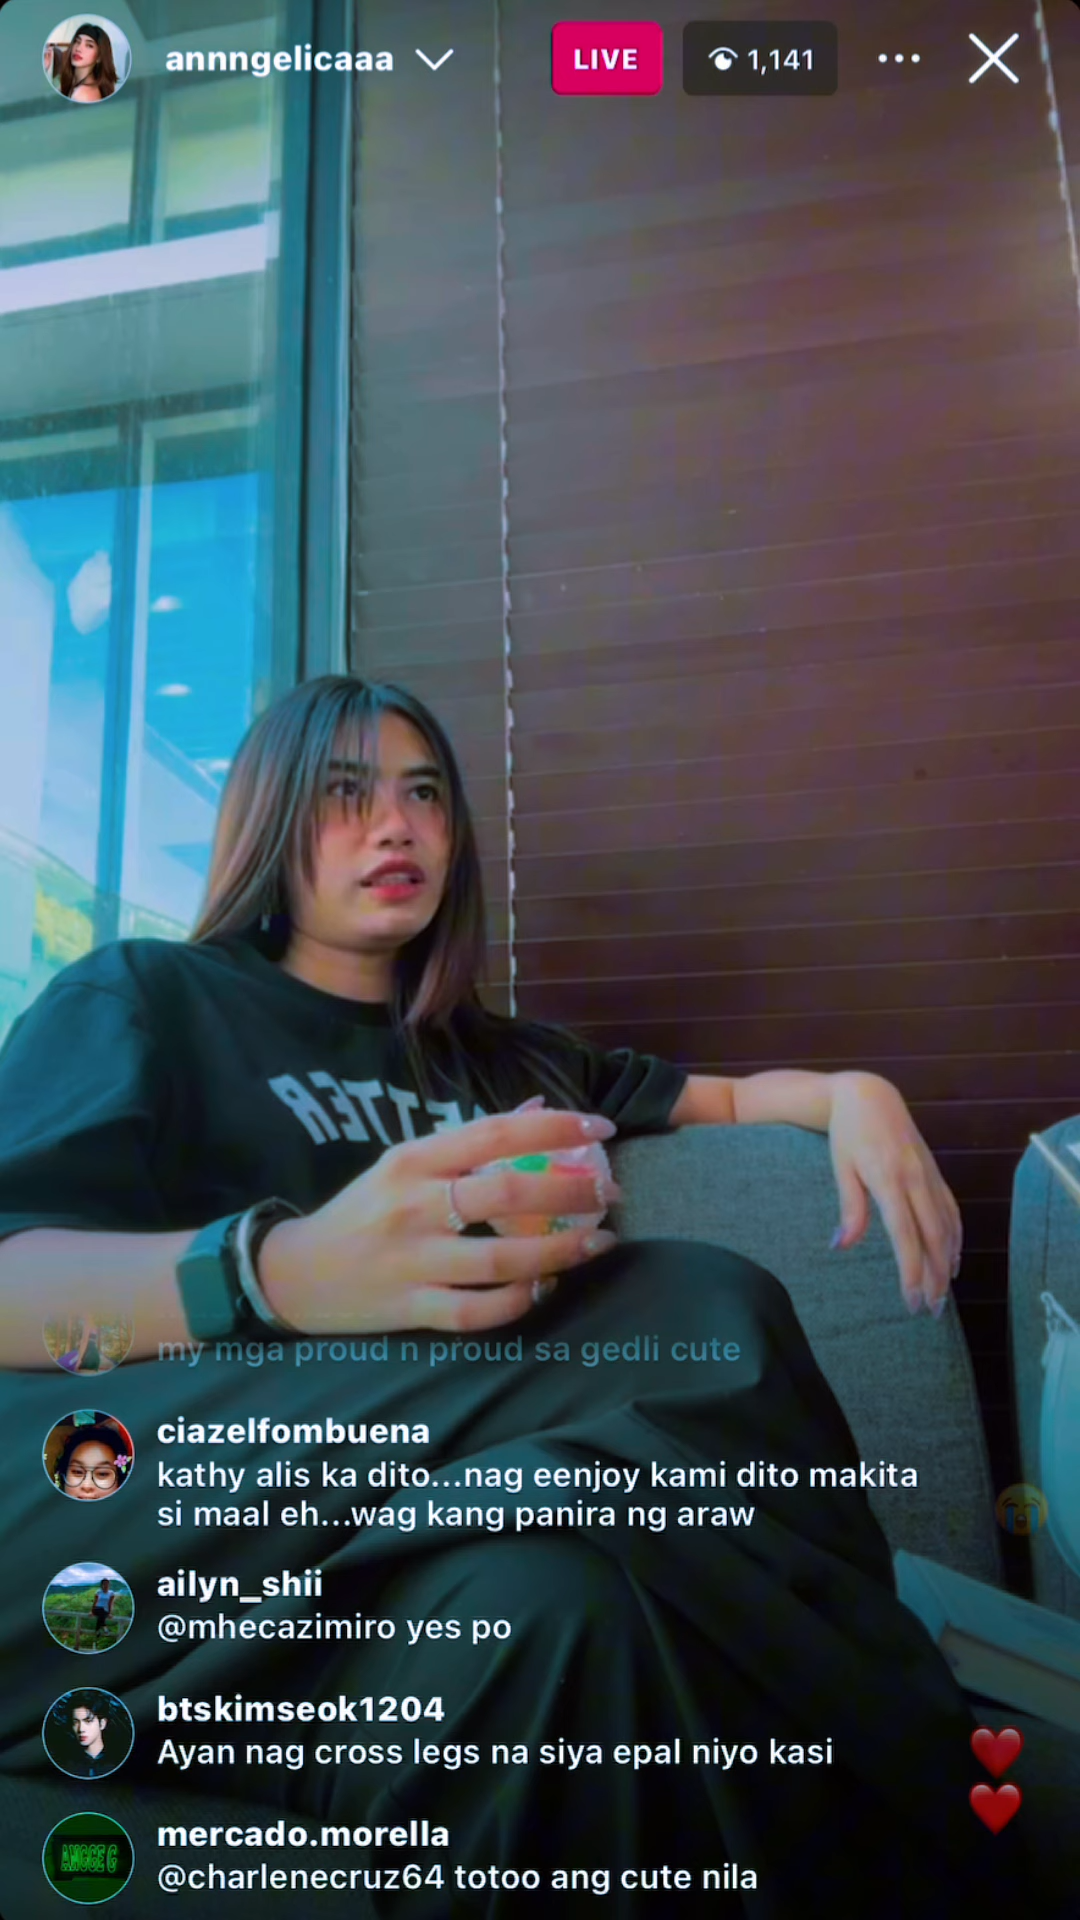 annngelicaaa
LIVE
1,141
my mga proud n proud sa gedli cute
ciazelfombuena
kathy alis ka dito...nag eenjoy kami dito makita
si maal eh...wag kang panira ng araw
ailyn_shii
@mhecazimiro yes po
btskimseok1204
Ayan nag cross legs na siya epal niyo kasi
mercado.morella
@charlenecruz64 totoo ang cute nila
ANGGE G